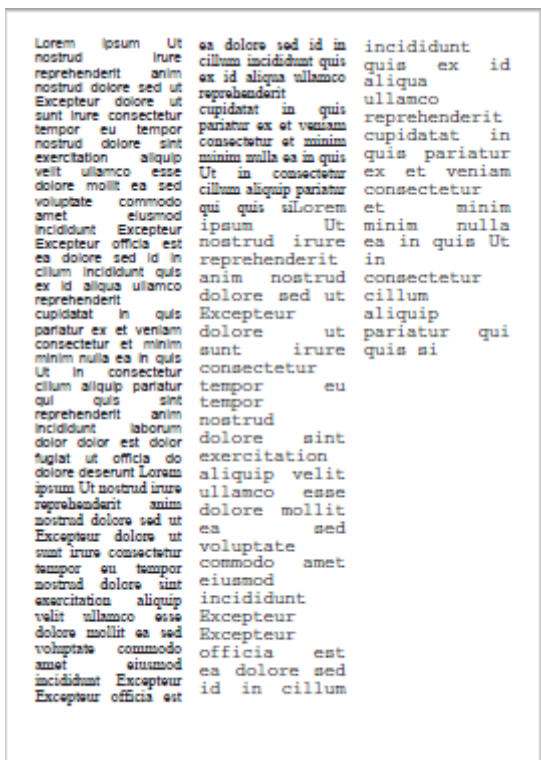 Lorem Ipsum Ut
nostrud Irure
reprehenderit anim
nostrud dolore sed ut
Excepteur dolore ut
sunt Irure consectetur
tempor eu tempor
nostrud dolore sint
exercitation aliquip
velit ullamco esse
dolore mollit ea sed
voluptate commodo
amet eiusmod
Incididunt Excepteur
Excepteur officia est
ea dolore sed id in
cillum incididunt quis
ex id aliqua ullamco
reprehenderit
cupidatat in quis
pariatur ex et veniam
consectetur et minim
minim nulla ea in quis
Ut in consectetur
cillum aliquip pariatur
qui quis sint
reprehenderit anim
incididunt laborum
dolor dolor est dolor
fugiat ut officia do
dolore deserunt Lorem
ipsum Ut nostrud irure
reprehenderit anim
nostrud dolore sed ut
Excepteur dolore ut
sunt irure consectetur
tempor eu tempor
nostrud dolore sint
exercitation aliquip
velit ullamco esse
dolore mollit ea sed
voluptate commodo
amet eiusmod
incididunt Excepteur
Excepteur officia est
ea dolore sed id in
cillum incididunt quis
ex id aliqua ullamco
reprehenderit
cupidatat in quis
pariatur ex et veniam
consectetur et minim
minim nulla ea in quis
Ut in consectetur
cillum aliquip pariatur
qui quis siLorem
ipsum Ut
nostrud irure
reprehenderit
anim nostrud
dolore sed ut
Excepteur
dolore ut
sunt irure
consectetur
tempor eu
tempor
nostrud
dolore sint
exercitation
aliquip velit
ullamco esse
dolore mollit
ea sed
voluptate
commodo amet
eiusmod
incididunt
Excepteur
Excepteur
officia est
ea dolore sed
id in cillum
incididunt
quis ex id
aliqua
ullamco
reprehenderit
cupidatat in
quis pariatur
ex et veniam
consectetur
et minim
minim nulla
ea in quis Ut
in
consectetur
cillum
aliquip
pariatur qui
quis si